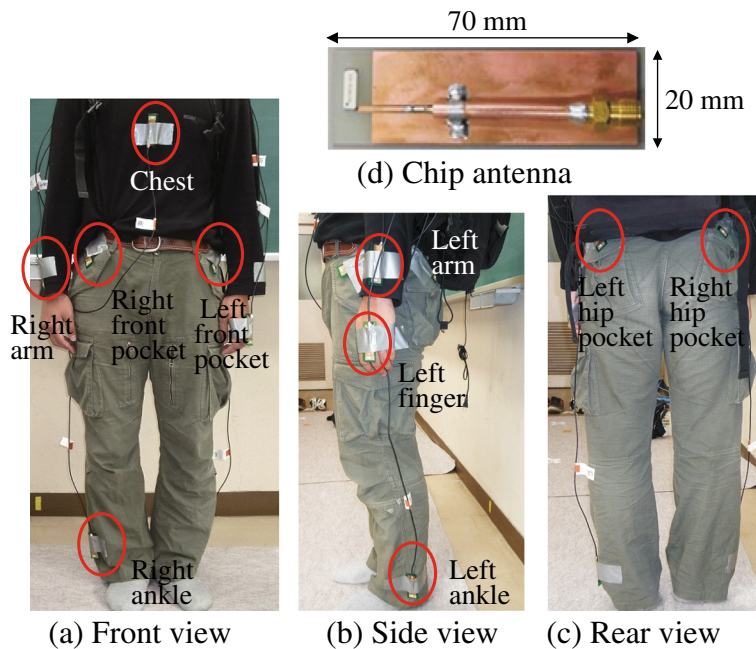 70 mm
20 mm
(d) Chip antenna
Chest
Right
arm
Right
front
pocket
Left
front
pocket
(a) Front view
Left
arm
Left
finger
Left
ankle
(b) Side view
Left
hip
pocket
Right
hip
pocket
(c) Rear view
Right
ankle